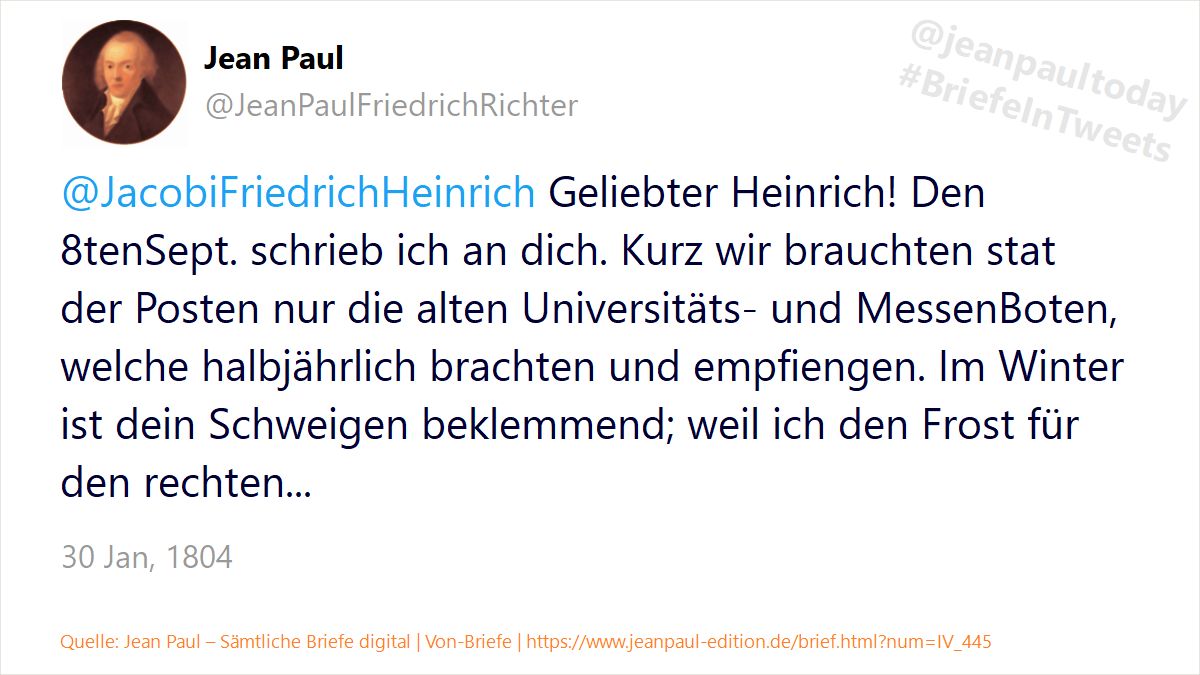 Jean Paul
@JeanPaulFriedrichRichter
@jeanpaultoday
#BriefeInTweets
@JacobiFriedrichHeinrich Geliebter Heinrich! Den
8tenSept. schrieb ich an dich. Kurz wir brauchten stat
der Posten nur die alten Universitäts- und MessenBoten,
welche halbjährlich brachten und empfiengen. Im Winter
ist dein Schweigen beklemmend; weil ich den Frost für
den rechten...
30 Jan, 1804
Quelle: Jean Paul – Sämtliche Briefe digital | Von-Briefe | https://www.jeanpaul-edition.de/brief.html?num=IV_445